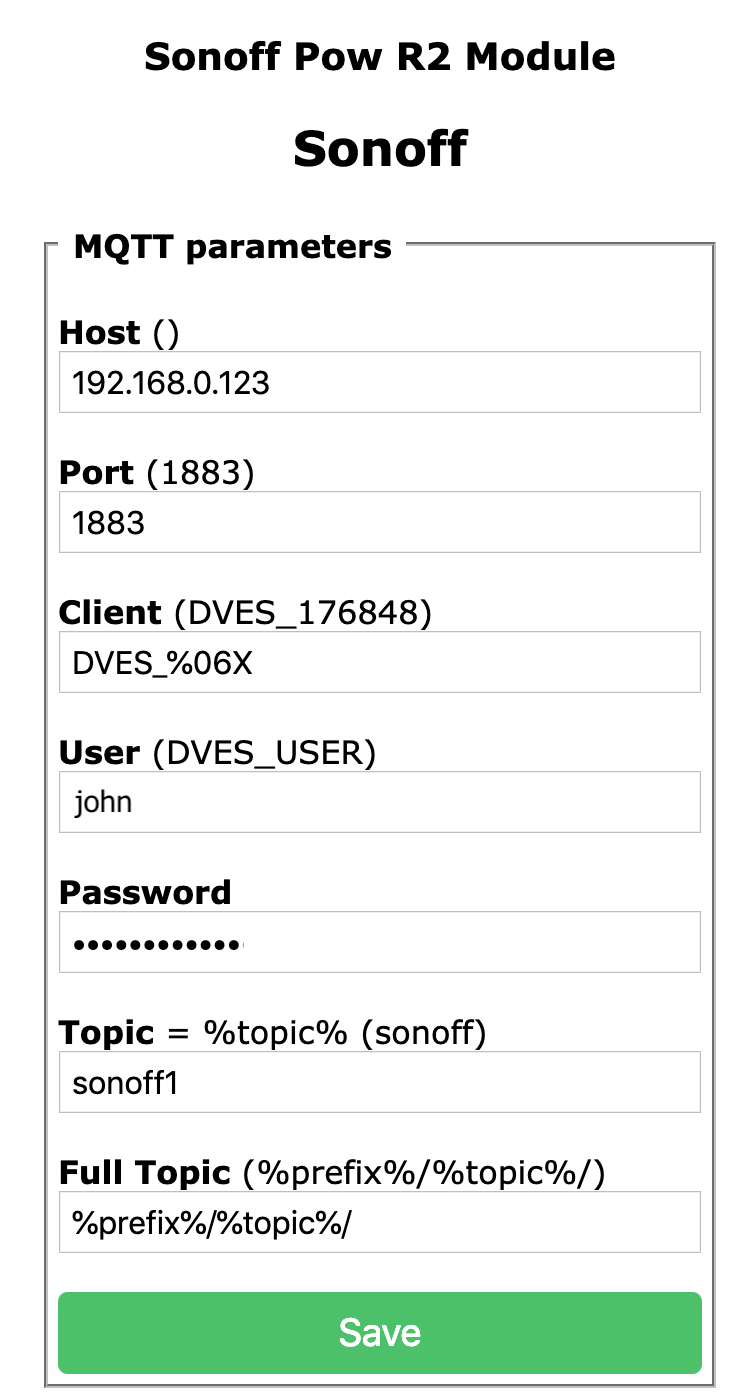 Sonoff Pow R2 Module
Sonoff
MQTT parameters
Host ()
192.168.0.123
Port (1883)
1883
Client (DVES_176848)
DVES_%06X
User (DVES_USER)
john
Password
••••••••••••
Topic = %topic% (sonoff)
sonoff1
Full Topic (%prefix%/%topic%/)
%prefix%/%topic%/
Save